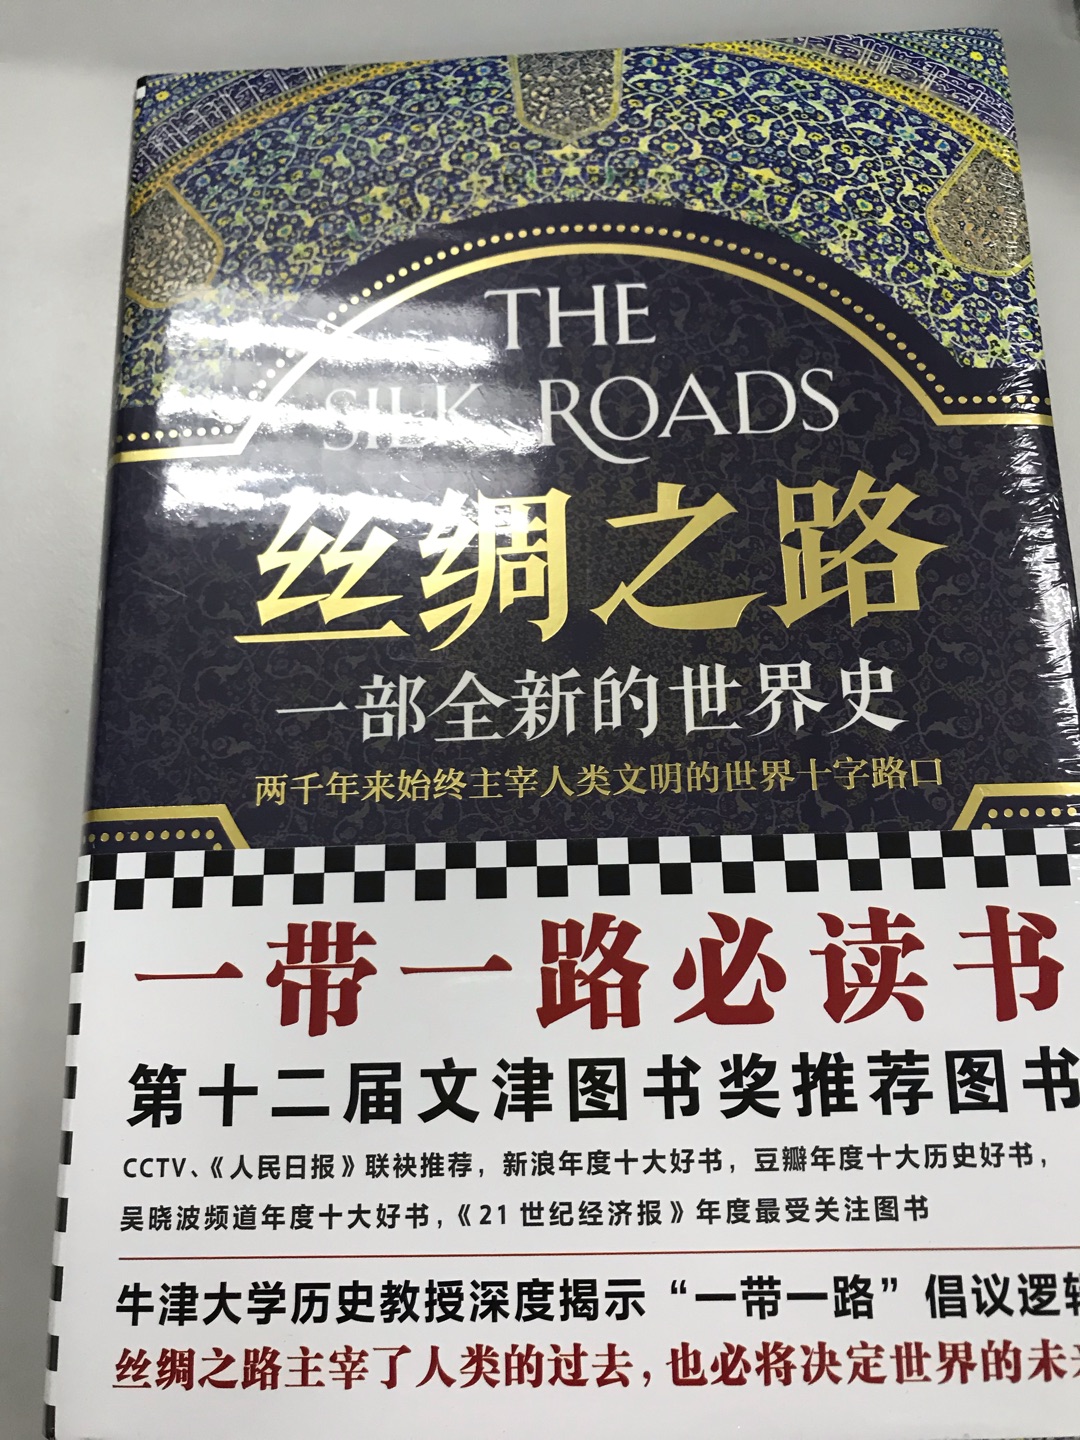 THE
SILK ROADS
丝绸之路
一部全新的世界史
两千年来始终主宰人类文明的世界十字路口
一带一路必读书
第十二届文津图书奖推荐图书
CCTV、《人民日报》联袂推荐，新浪年度十大好书，豆瓣年度十大历史好书，
吴晓波频道年度十大好书，《21世纪经济报》年度最受关注图书
牛津大学历史教授深度揭示“一带一路”倡议逻辑
丝绸之路主宰了人类的过去，也必将决定世界的未来